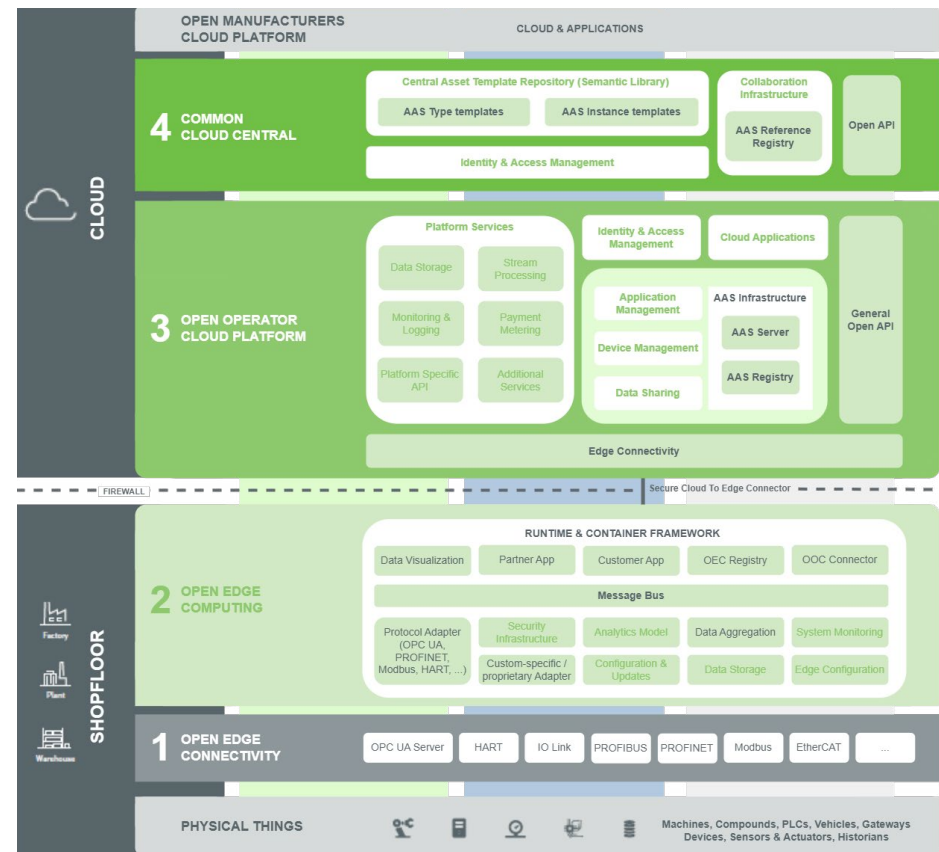 OPEN MANUFACTURERS
CLOUD PLATFORM
CLOUD & APPLICATIONS
CLOUD
4
COMMON
CLOUD CENTRAL
Central Asset Template Repository (Semantic Library)
AAS Type templates
AAS Instance templates
Identity & Access Management
Collaboration
Infrastructure
AAS Reference
Registry
Open API
3
OPEN OPERATOR
CLOUD PLATFORM
Platform Services
Data Storage
Stream
Processing
Monitoring &
Logging
Payment
Metering
Platform Specific
API
Additional
Services
Identity & Access
Management
Cloud Applications
Application
Management
Device Management
Data Sharing
AAS Infrastructure
AAS Server
AAS Registry
General
Open API
Edge Connectivity
FIREWALL
Secure Cloud To Edge Connector
SHOPFLOOR
Factory
Plant
Warehouse
2
OPEN EDGE
COMPUTING
RUNTIME & CONTAINER FRAMEWORK
Data Visualization
Partner App
Customer App
OEC Registry
OOC Connector
Message Bus
Protocol Adapter
(OPC UA,
PROFINET,
Modbus, HART, ...)
Security
Infrastructure
Analytics Model
Data Aggregation
System Monitoring
Custom-specific /
proprietary Adapter
Configuration &
Updates
Data Storage
Edge Configuration
1
OPEN EDGE
CONNECTIVITY
OPC UA Server
HART
IO Link
PROFIBUS
PROFINET
Modbus
EtherCAT
...
PHYSICAL THINGS
Machines, Compounds, PLCs, Vehicles, Gateways
Devices, Sensors & Actuators, Historians